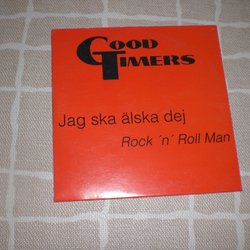 GOOD
TIMERS
Jag ska älska dej
Rock ´n´ Roll Man